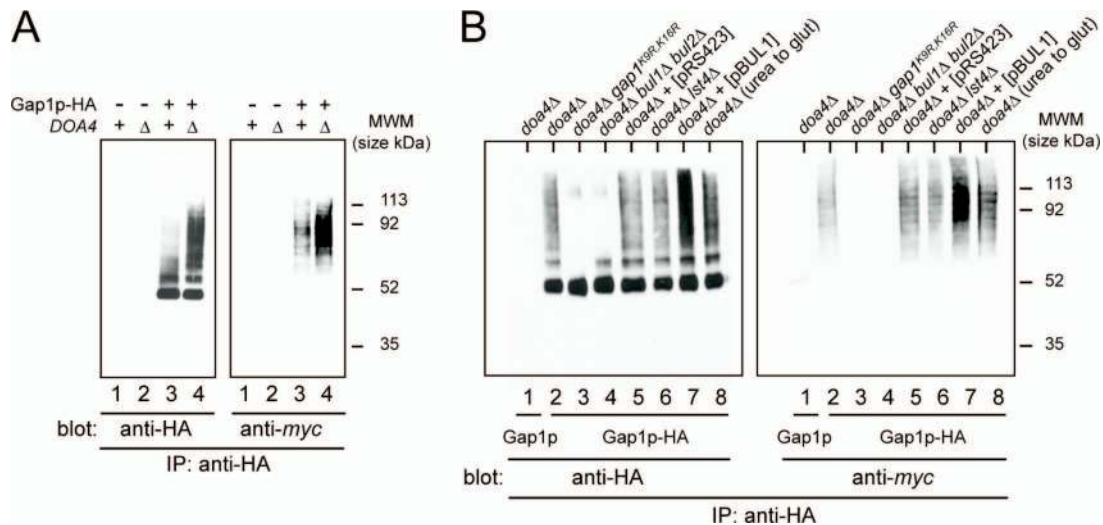 A
Gap1p-HA - - + + - - + +
DOA4 + Δ + Δ + Δ + Δ
MWM
(size kDa)
113
92
52
35
1 2 3 4 1 2 3 4
blot: anti-HA anti-myc
IP: anti-HA
B
doa4Δ
doa4Δ
doa4Δ gap1K9R,K16R
doa4Δ bul1Δ bul2Δ
doa4Δ + [pRS423]
doa4Δ lst4Δ
doa4Δ + [pBUL1]
doa4Δ (urea to glut)
doa4Δ
doa4Δ
doa4Δ gap1K9R,K16R
doa4Δ bul1Δ bul2Δ
doa4Δ + [pRS423]
doa4Δ lst4Δ
doa4Δ + [pBUL1]
doa4Δ (urea to glut)
MWM
(size kDa)
113
92
52
35
1 2 3 4 5 6 7 8 1 2 3 4 5 6 7 8
Gap1p Gap1p-HA Gap1p Gap1p-HA
blot: anti-HA anti-myc
IP: anti-HA